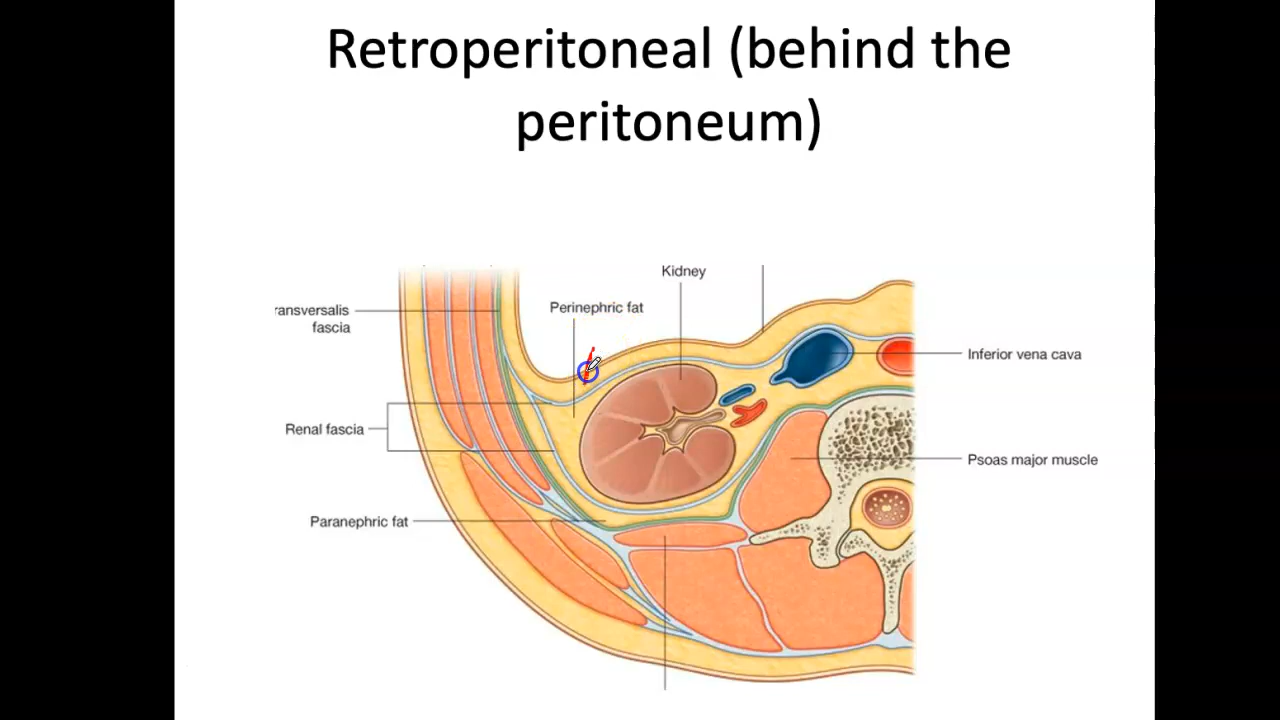 Retroperitoneal (behind the
peritoneum)
Kidney
Perinephric fat
ransversalis
fascia
Inferior vena cava
Renal fascia
Psoas major muscle
Paranephric fat